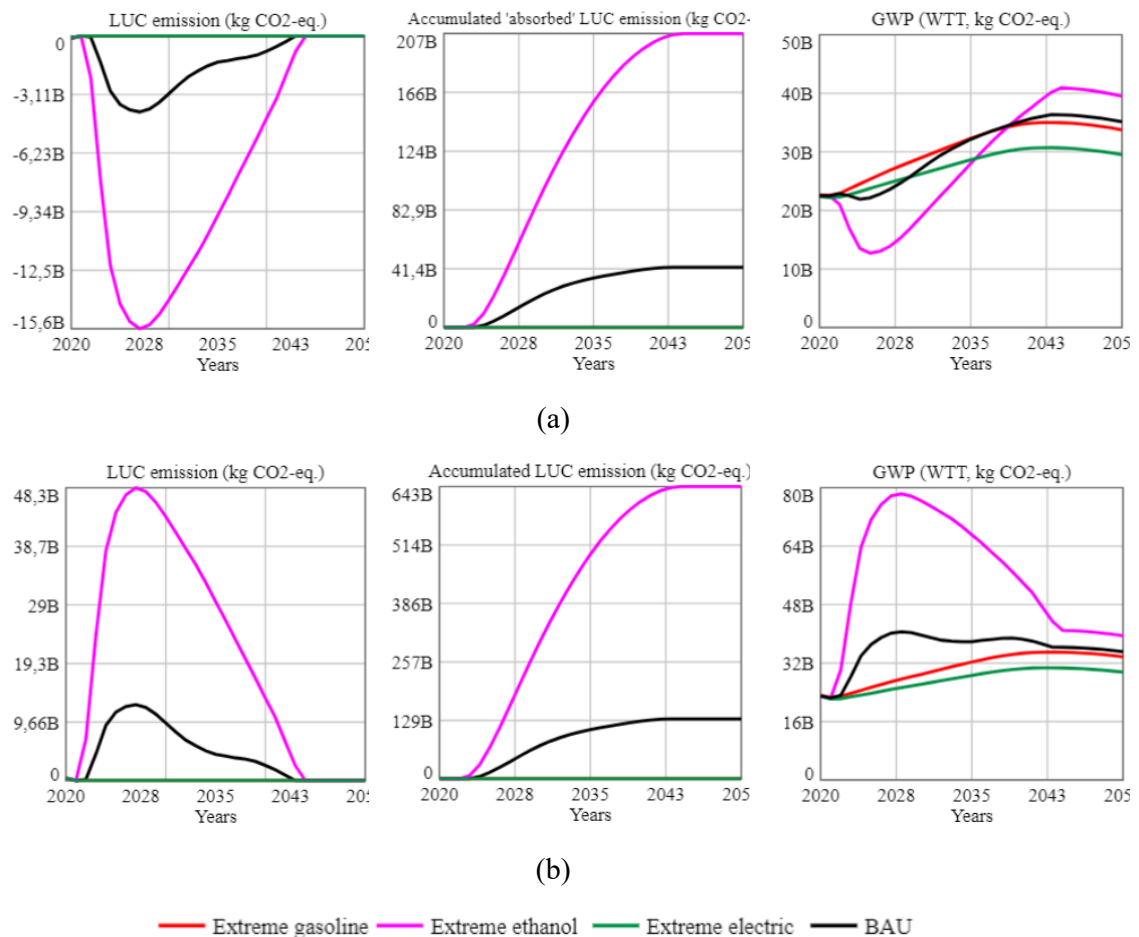 LUC emission (kg CO2-eq.)
0
-3,11B
-6,23B
-9,34B
-12,5B
-15,6B
2020 2028 2035 2043 205
Years
Accumulated 'absorbed' LUC emission (kg CO2-
207B
166B
124B
82,9B
41,4B
0
2020 2028 2035 2043 205
Years
GWP (WTT, kg CO2-eq.)
50B
40B
30B
20B
10B
0
2020 2028 2035 2043 205
Years
(a)
LUC emission (kg CO2-eq.)
48,3B
38,7B
29B
19,3B
9,66B
0
2020 2028 2035 2043 205
Years
Accumulated LUC emission (kg CO2-eq.)
643B
514B
386B
257B
129B
0
2020 2028 2035 2043 205
Years
GWP (WTT, kg CO2-eq.)
80B
64B
48B
32B
16B
0
2020 2028 2035 2043 205
Years
(b)
Extreme gasoline Extreme ethanol Extreme electric BAU